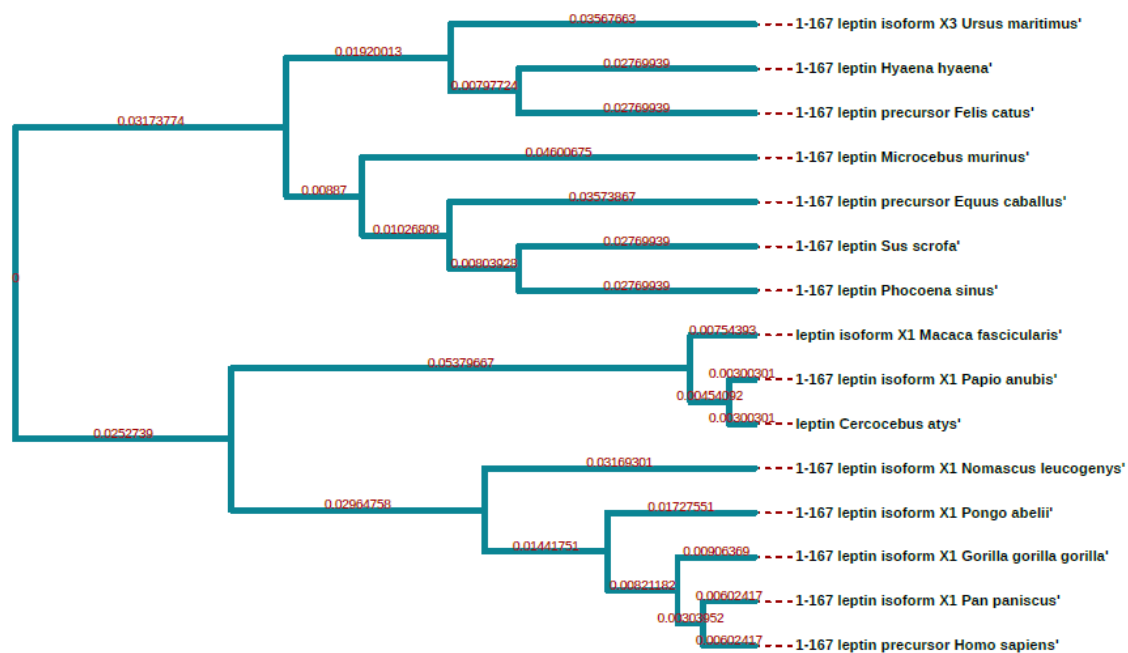 0.03567663
1-167 leptin isoform X3 Ursus maritimus'
0.01920013
0.02769939
1-167 leptin Hyaena hyaena'
0.00797724
0.02769939
1-167 leptin precursor Felis catus'
0.03173774
0.04600675
1-167 leptin Microcebus murinus'
0.00887
0.03573867
1-167 leptin precursor Equus caballus'
0.01026808
0.02769939
1-167 leptin Sus scrofa'
0.00803928
0.02769939
1-167 leptin Phocoena sinus'
0
0.00754393
leptin isoform X1 Macaca fascicularis'
0.05379667
0.00300301
1-167 leptin isoform X1 Papio anubis'
0.00454092
0.00300301
leptin Cercocebus atys'
0.0252739
0.03169301
1-167 leptin isoform X1 Nomascus leucogenys'
0.02964758
0.01727551
1-167 leptin isoform X1 Pongo abelii'
0.01441751
0.00906369
1-167 leptin isoform X1 Gorilla gorilla gorilla'
0.00821182
0.00602417
1-167 leptin isoform X1 Pan paniscus'
0.00303952
0.00602417
1-167 leptin precursor Homo sapiens'